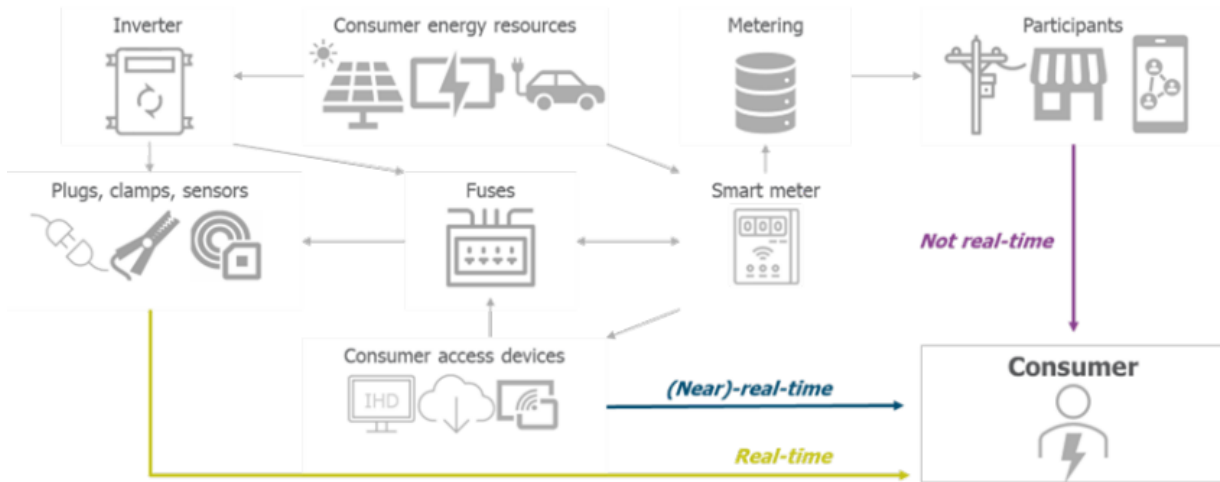 Inverter
Consumer energy resources
Metering
Participants
Plugs, clamps, sensors
Fuses
Smart meter
000
Not real-time
Consumer access devices
IHD
(Near)-real-time
Consumer
Real-time